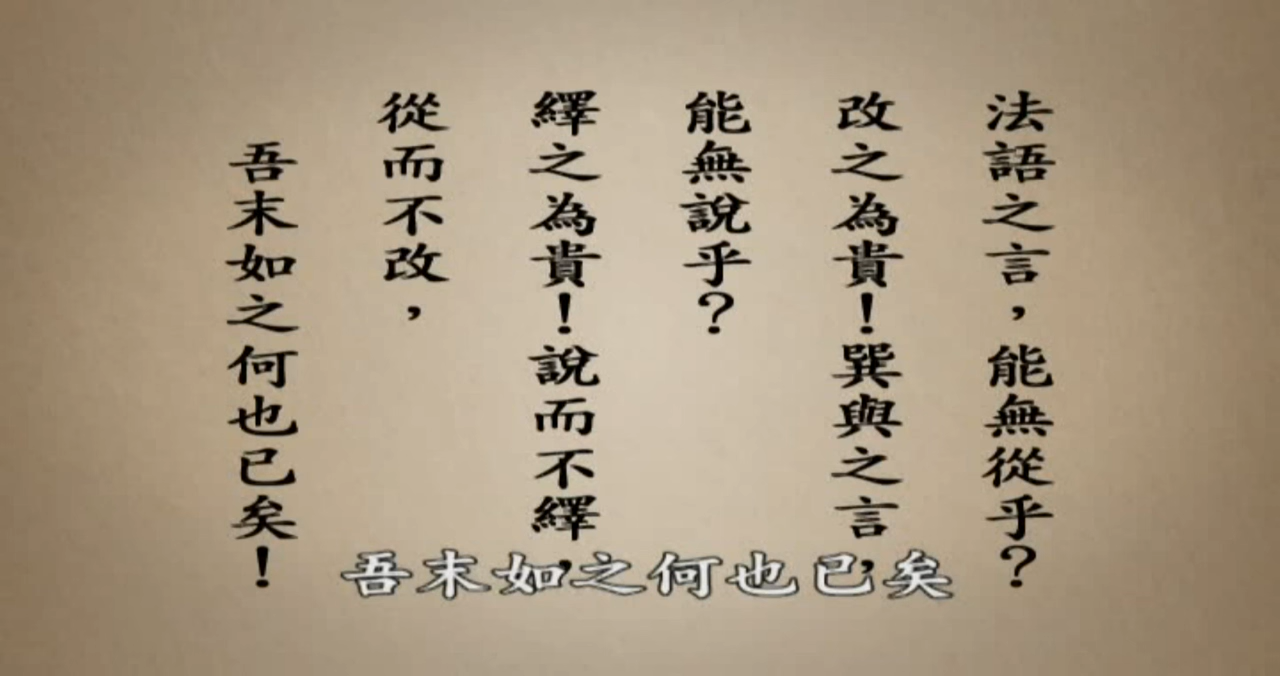 法語之言，能無從乎？
改之為貴！巽與之言，
能無說乎？
繹之為貴！說而不繹，
從而不改，
吾末如之何也已矣！
吾末如之何也已矣